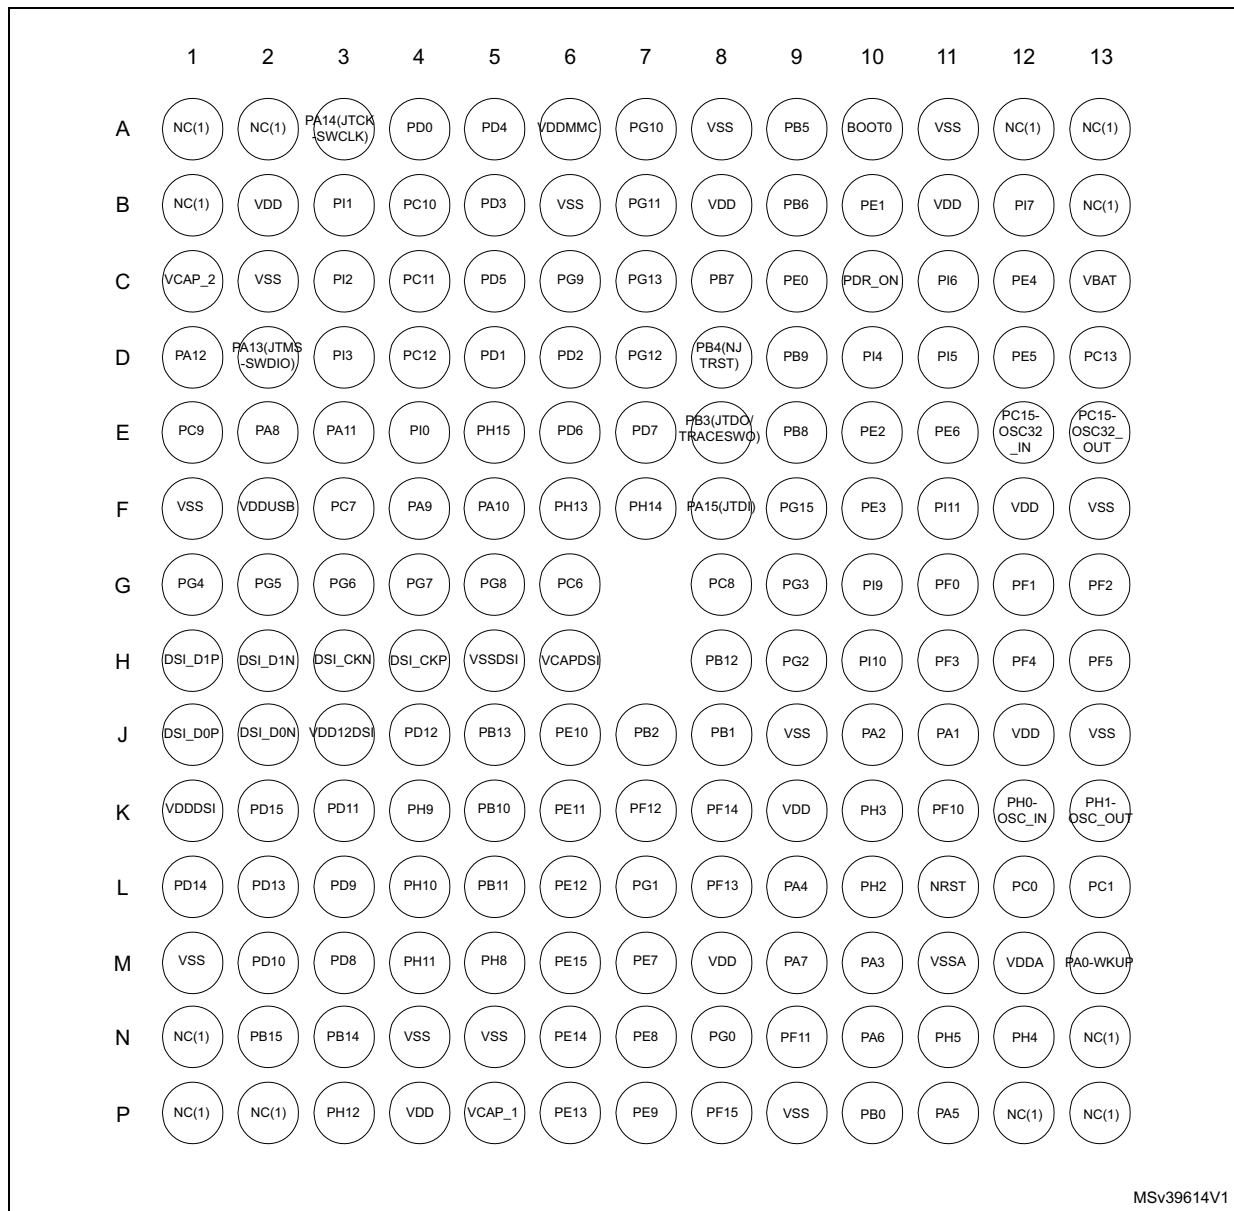 1 2 3 4 5 6 7 8 9 10 11 12 13
A NC(1) NC(1) PA14(JTCK-SWCLK) PD0 PD4 VDDMMC PG10 VSS PB5 BOOT0 VSS NC(1) NC(1)
B NC(1) VDD PI1 PC10 PD3 VSS PG11 VDD PB6 PE1 VDD PI7 NC(1)
C VCAP_2 VSS PI2 PC11 PD5 PG9 PG13 PB7 PE0 PDR_ON PI6 PE4 VBAT
D PA12 PA13(JTMS-SWDIO) PI3 PC12 PD1 PD2 PG12 PB4(NJTRST) PB9 PI4 PI5 PE5 PC13
E PC9 PA8 PA11 PI0 PH15 PD6 PD7 PB3(JTDO/TRACESWO) PB8 PE2 PE6 PC15-OSC32_IN PC15-OSC32_OUT
F VSS VDDUSB PC7 PA9 PA10 PH13 PH14 PA15(JTDI) PG15 PE3 PI11 VDD VSS
G PG4 PG5 PG6 PG7 PG8 PC6 PC8 PG3 PI9 PF0 PF1 PF2
H DSI_D1P DSI_D1N DSI_CKN DSI_CKP VSSDSI VCAPDSI PB12 PG2 PI10 PF3 PF4 PF5
J DSI_D0P DSI_D0N VDD12DSI PD12 PB13 PE10 PB2 PB1 VSS PA2 PA1 VDD VSS
K VDDDSI PD15 PD11 PH9 PB10 PE11 PF12 PF14 VDD PH3 PF10 PH0-OSC_IN PH1-OSC_OUT
L PD14 PD13 PD9 PH10 PB11 PE12 PG1 PF13 PA4 PH2 NRST PC0 PC1
M VSS PD10 PD8 PH11 PH8 PE15 PE7 VDD PA7 PA3 VSSA VDDA PA0-WKUP
N NC(1) PB15 PB14 VSS VSS PE14 PE8 PG0 PF11 PA6 PH5 PH4 NC(1)
P NC(1) NC(1) PH12 VDD VCAP_1 PE13 PE9 PF15 VSS PB0 PA5 NC(1) NC(1)
MSv39614V1